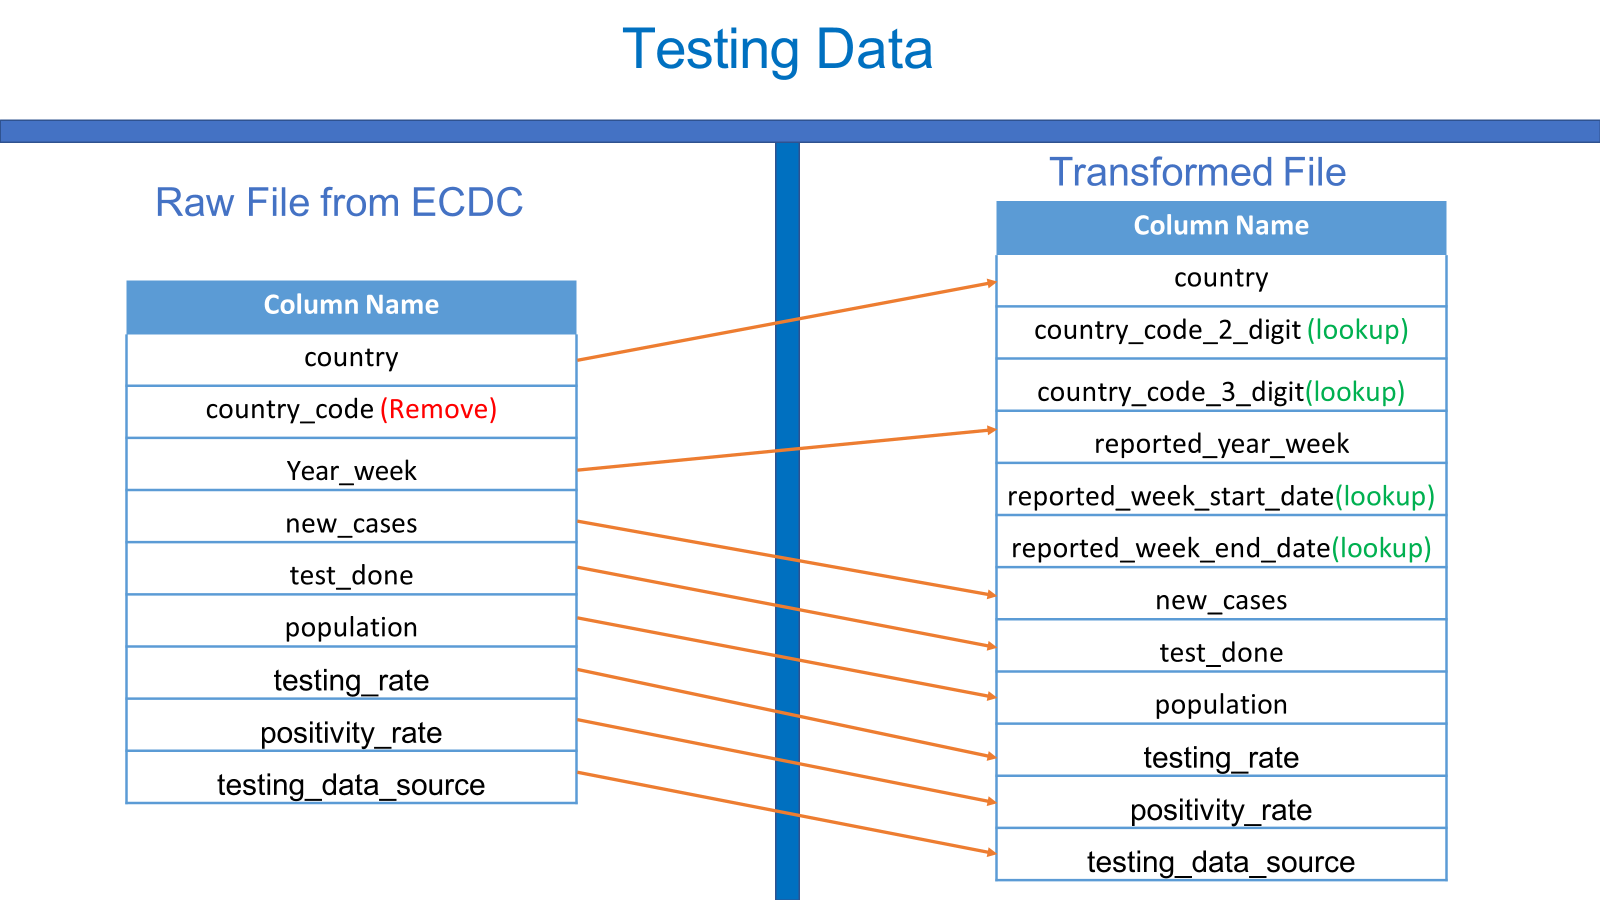 Testing Data
Raw File from ECDC
Column Name
country
country_code (Remove)
Year_week
new_cases
test_done
population
testing_rate
positivity_rate
testing_data_source
Transformed File
Column Name
country
country_code_2_digit (lookup)
country_code_3_digit(lookup)
reported_year_week
reported_week_start_date(lookup)
reported_week_end_date(lookup)
new_cases
test_done
population
testing_rate
positivity_rate
testing_data_source